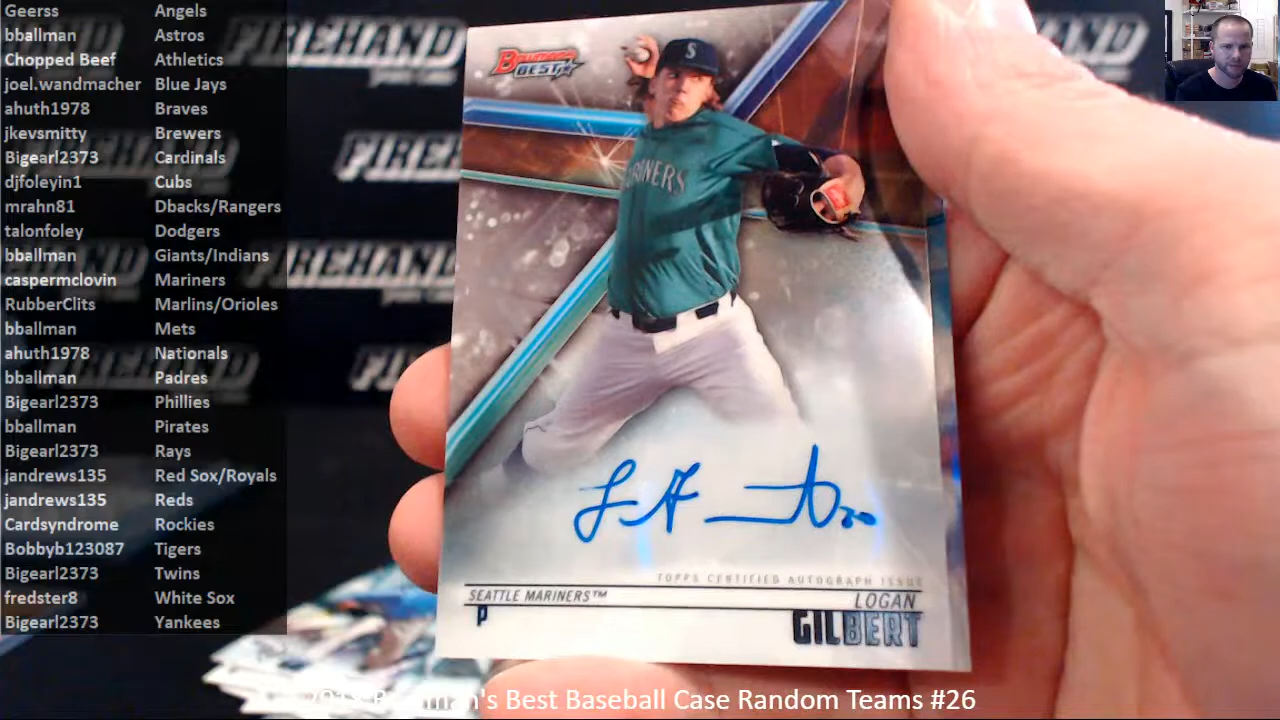 Geerss Angels
bballman Astros
Chopped Beef Athletics
joel.wandmacher Blue Jays
ahuth1978 Braves
jkevsmitty Brewers
Bigearl2373 Cardinals
djfoleyin1 Cubs
mrahn81 Dbacks/Rangers
talonfoley Dodgers
bballman Giants/Indians
caspermclovin Mariners
RubberClits Marlins/Orioles
bballman Mets
ahuth1978 Nationals
bballman Padres
Bigearl2373 Phillies
bballman Pirates
Bigearl2373 Rays
jandrews135 Red Sox/Royals
jandrews135 Reds
Cardsyndrome Rockies
Bobbyb123087 Tigers
Bigearl2373 Twins
fredster8 White Sox
Bigearl2373 Yankees
FIREHAND
FIREHAND
FIREHAND
BOWMAN'S
BEST
S
TOPPS CERTIFIED AUTOGRAPH ISSUE
SEATTLE MARINERS™
LOGAN
P
GILBERT
Best Baseball Case Random Teams #26